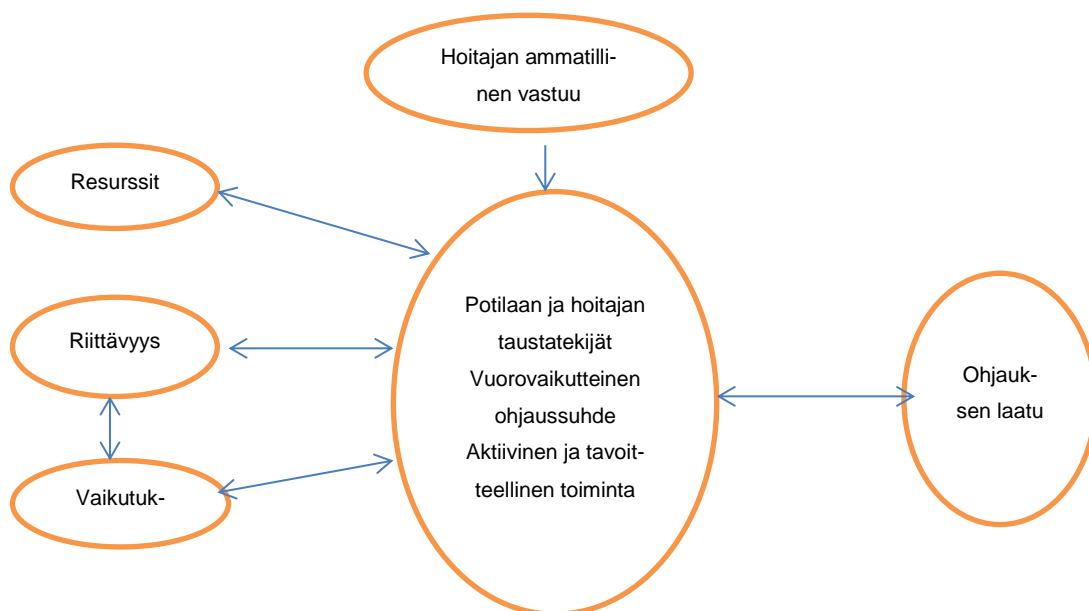 Hoitajan ammatilli-
nen vastuu
Resurssit
Riittävyys
Vaikutuk-
Potilaan ja hoitajan
taustatekijät
Vuorovaikutteinen
ohjaussuhde
Aktiivinen ja tavoit-
teellinen toiminta
Ohjauk-
sen laatu